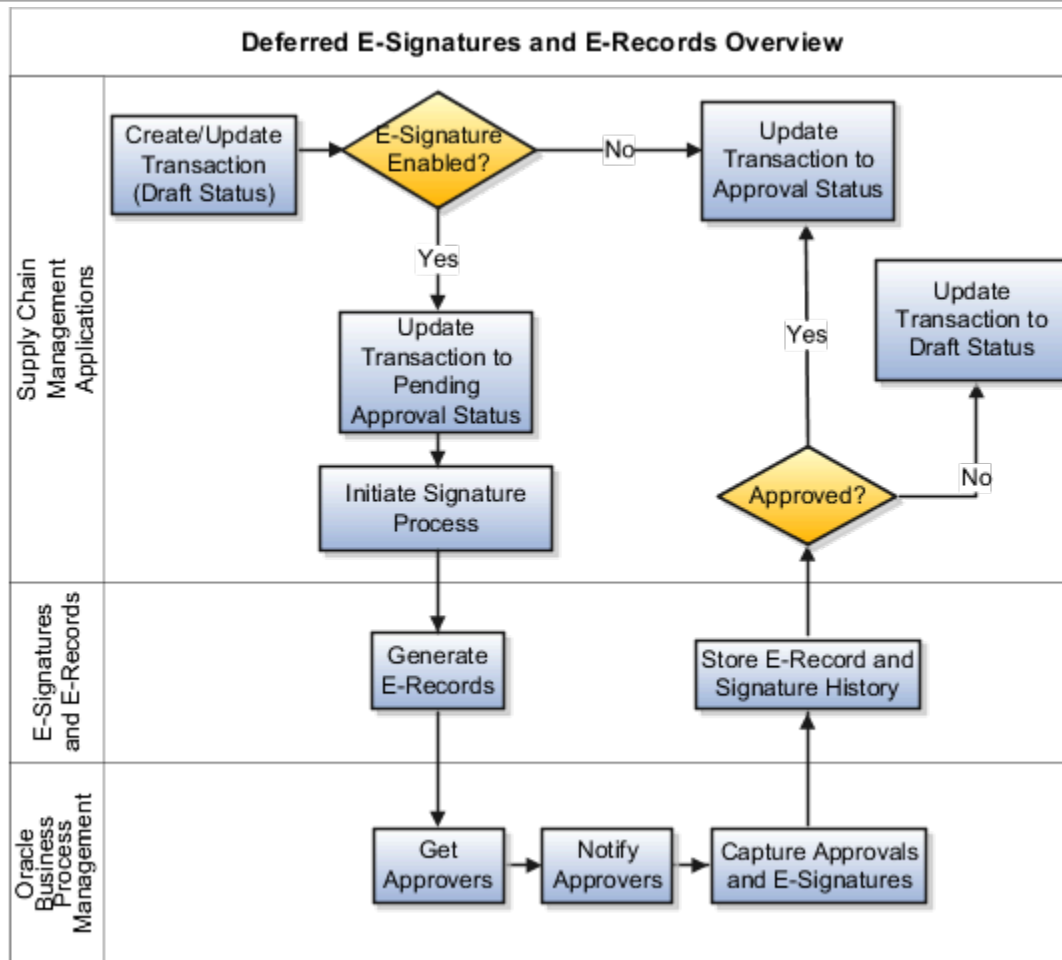 Deferred E-Signatures and E-Records Overview
Supply Chain
Management
Applications
Create/Update
Transaction
(Draft Status)
E-Signature
Enabled?
No
Update
Transaction to
Approval Status
Yes
Update
Transaction to
Pending
Approval Status
Initiate Signature
Process
Update
Transaction to
Draft Status
Yes
Approved?
No
E-Signatures
and E-Records
Generate
E-Records
Store E-Record and
Signature History
Oracle
Business
Process
Management
Get
Approvers
Notify
Approvers
Capture Approvals
and E-Signatures